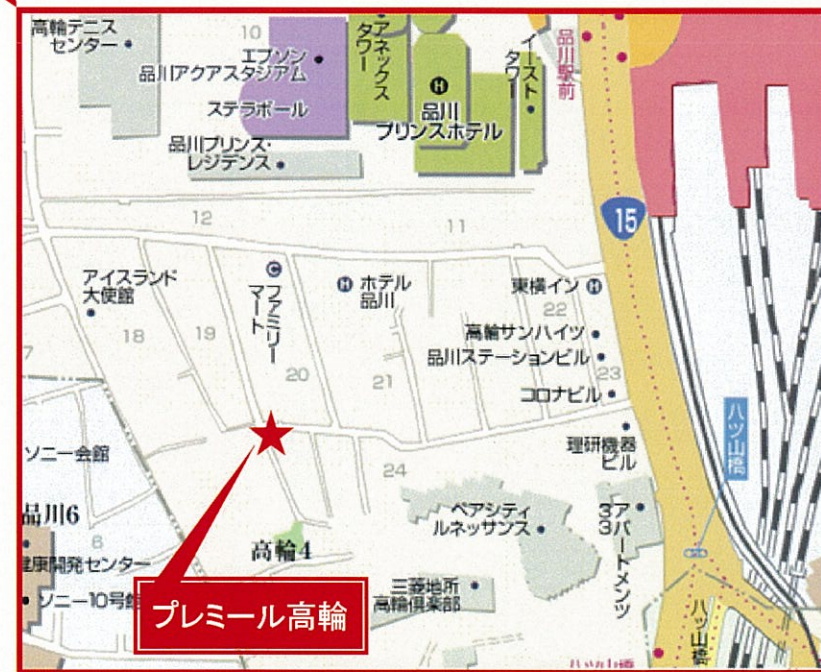 高輪テニス
センター
10
エプソン
品川アクアスタジアム
ステラボール
アネックス
タワー
品川
プリンスホテル
イースト
タワー
品川駅前
品川プリンス・
レジデンス
12
11
15
アイスランド
大使館
ファミリー
マート
ホテル
品川
東横イン
22
18
19
高輪サンハイツ
品川ステーションビル
7
20
21
23
コロナビル
八ツ山橋
理研機器
ビル
ソニー会館
24
品川6
6
高輪4
ペアシティ
ルネッサンス
33
アパートメンツ
健康開発センター
ソニー10号館
プレミール高輪
三菱地所
高輪倶楽部
八ツ山橋
八ツ山橋